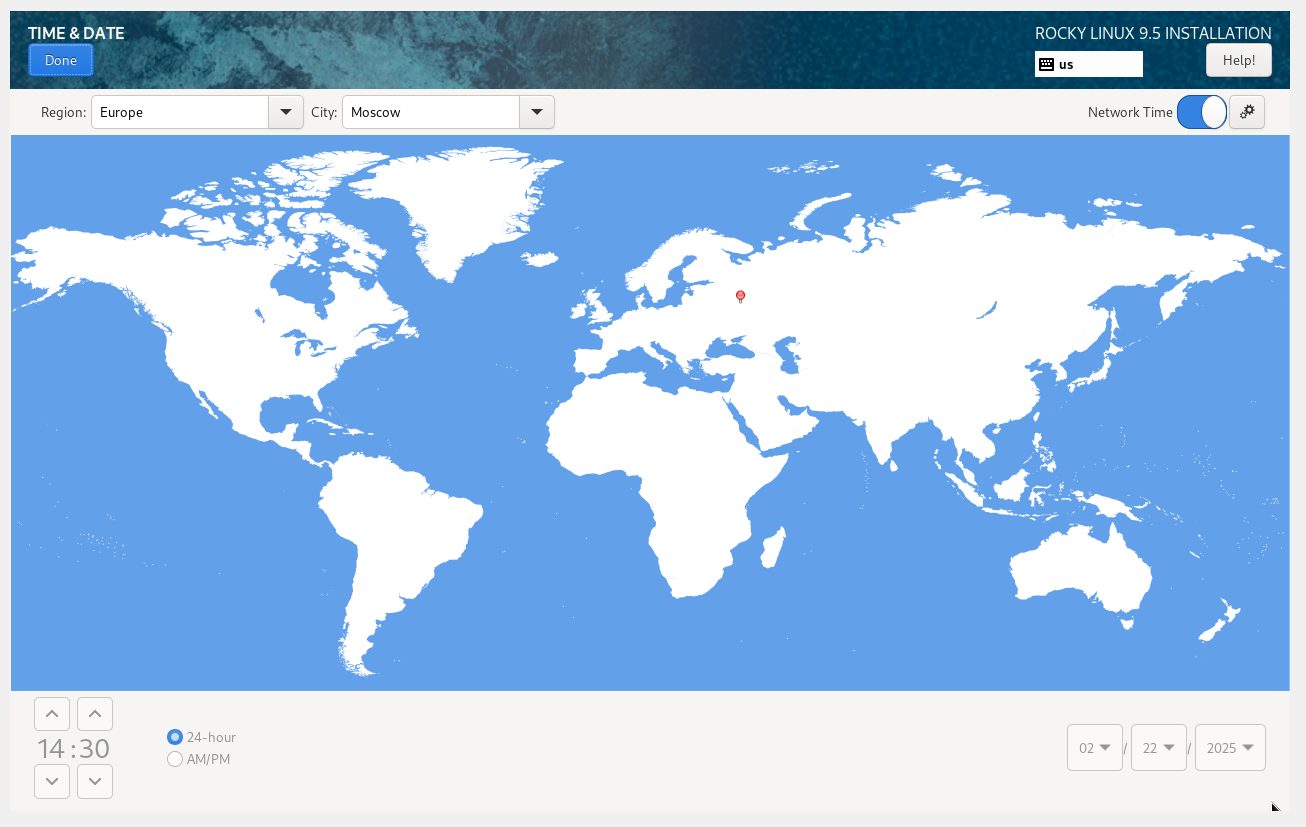 TIME & DATE
ROCKY LINUX 9.5 INSTALLATION
Done
us
Help!
Region: Europe City: Moscow Network Time
14:30
24-hour
AM/PM
02 / 22 / 2025